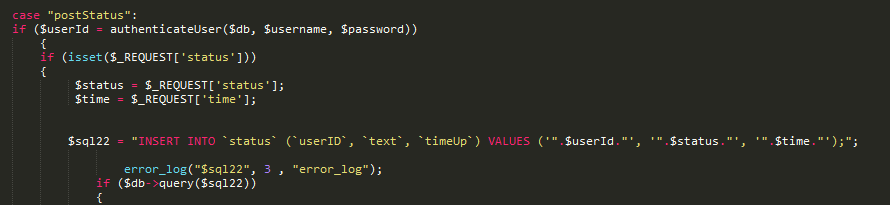 case "postStatus":
if ($userId = authenticateUser($db, $username, $password))
{
if (isset($_REQUEST['status']))
{
$status = $_REQUEST['status'];
$time = $_REQUEST['time'];
$sql22 = "INSERT INTO `status` (`userID`, `text`, `timeUp`) VALUES ('".$userId."', '".$status."', '".$time."');";
error_log("$sql22", 3 , "error_log");
if ($db->query($sql22))
{